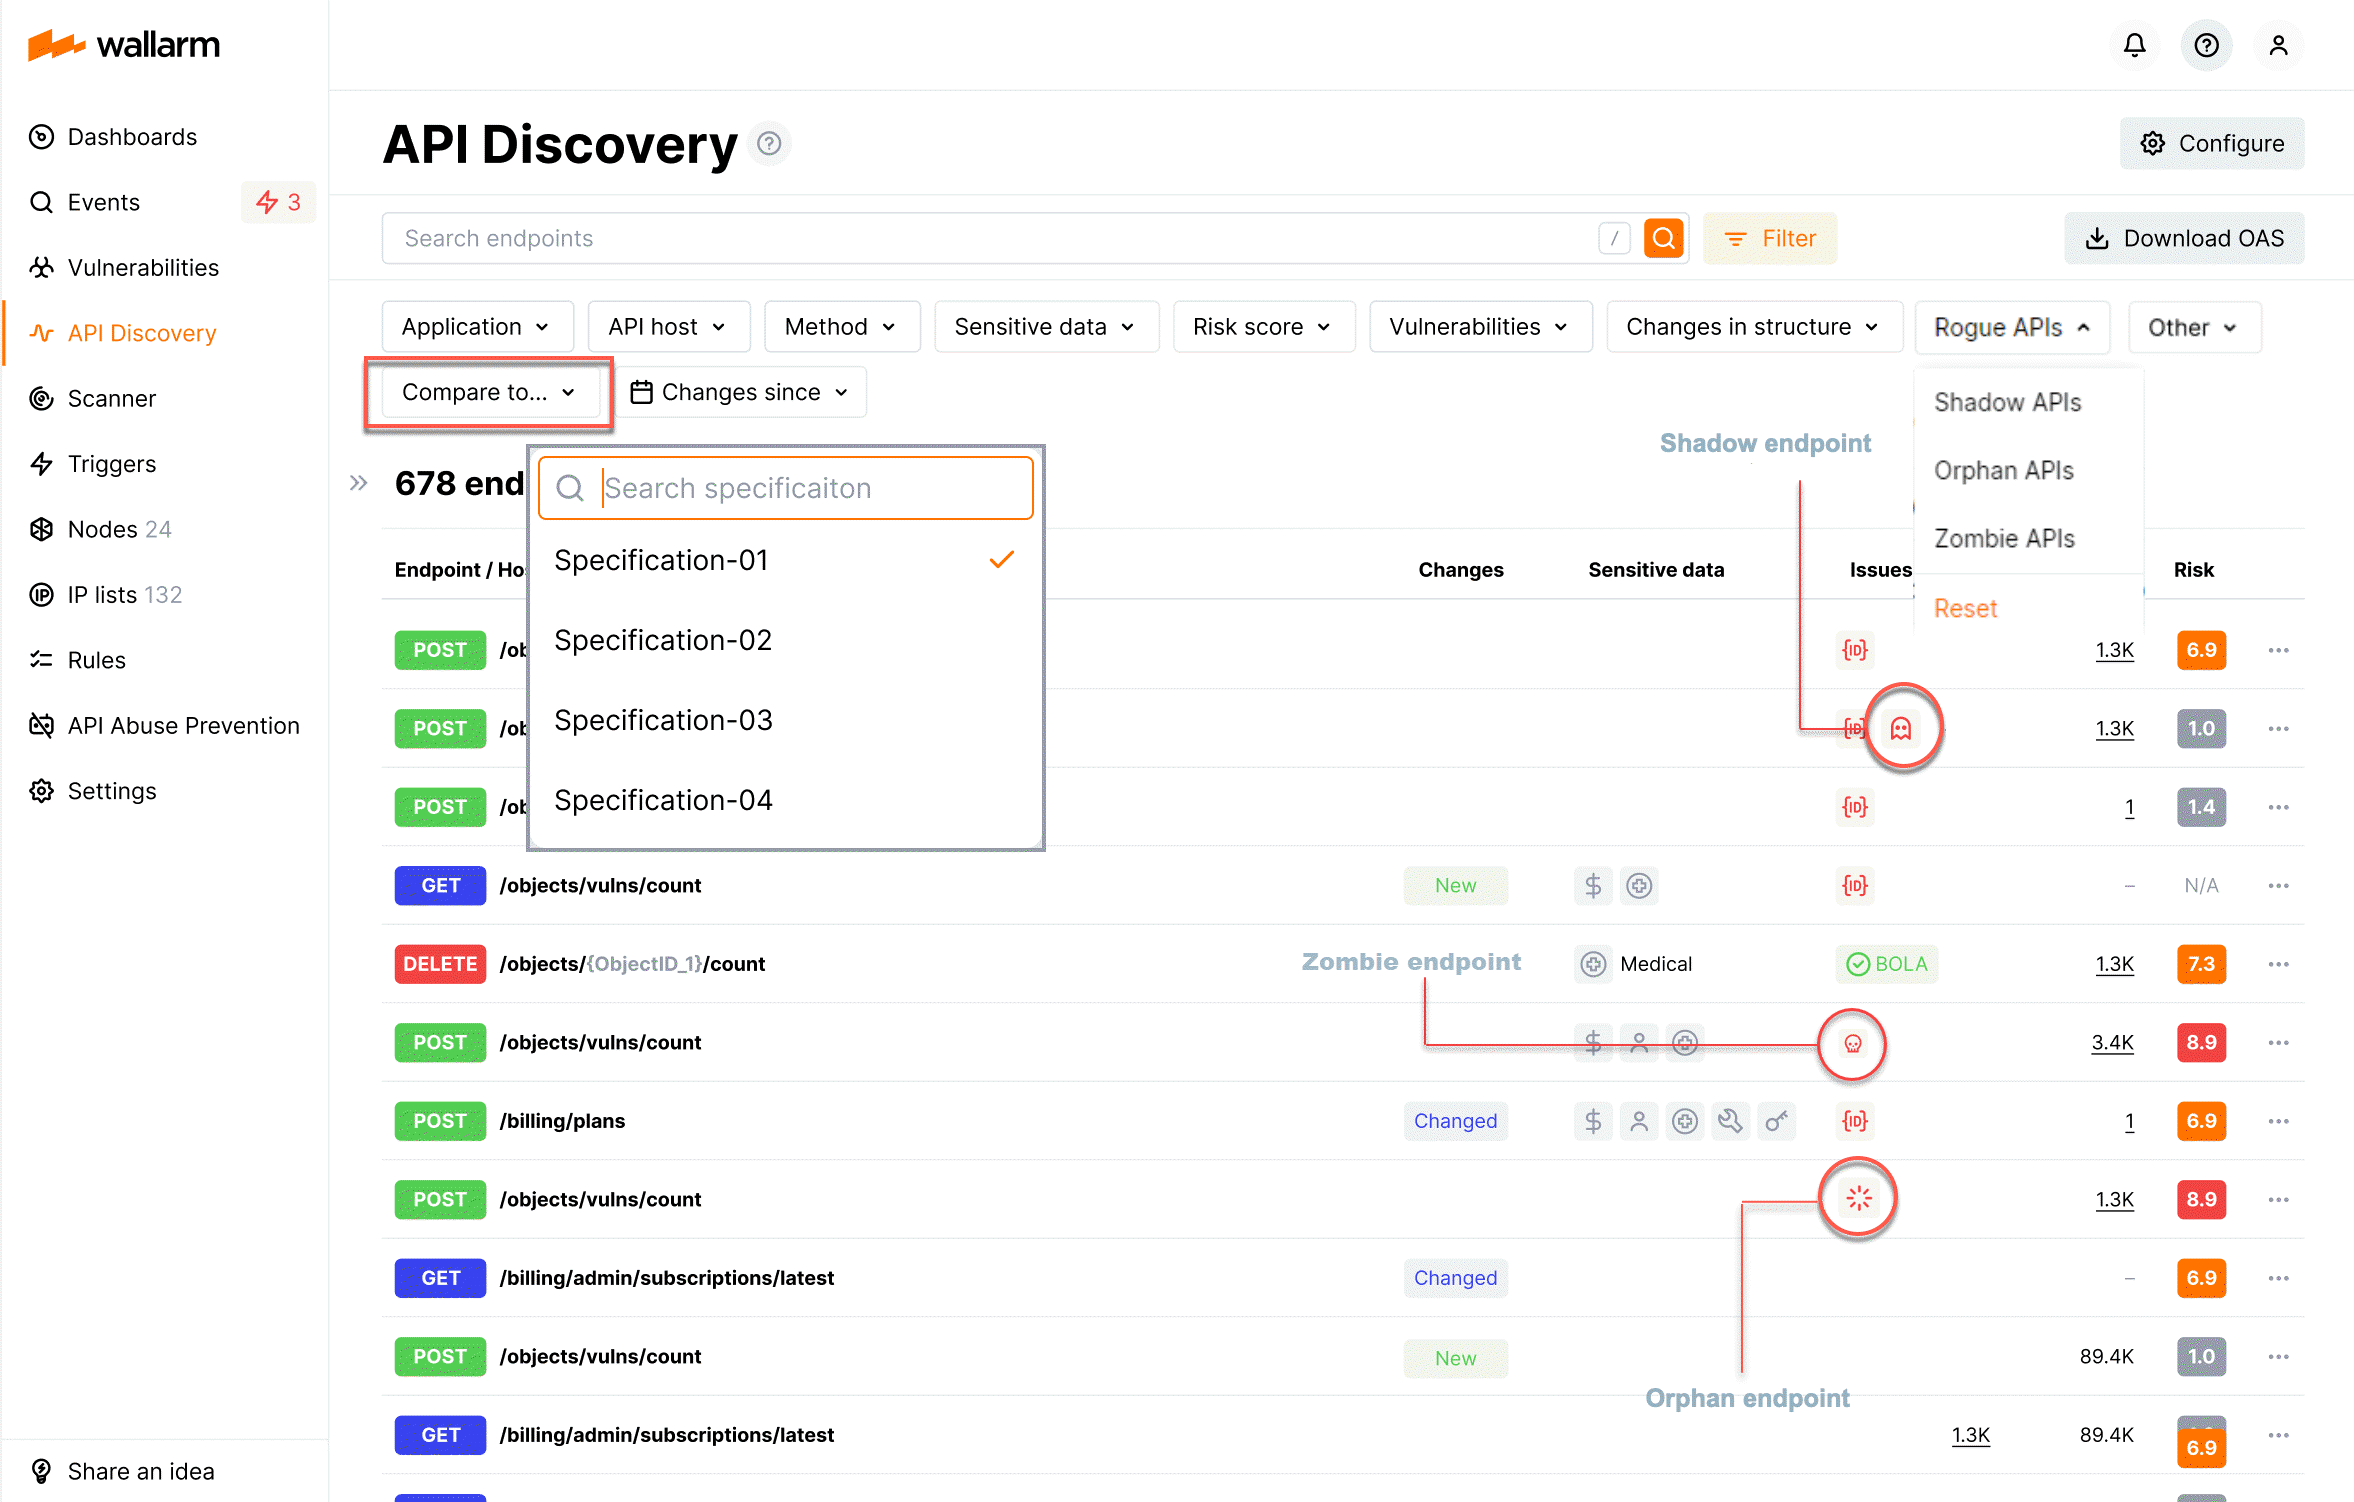 wallarm
Dashboards
Events 3
Vulnerabilities
API Discovery
Scanner
Triggers
Nodes 24
IP lists 132
Rules
API Abuse Prevention
Settings
Share an idea
API Discovery ?
Configure
Search endpoints /
Filter
Download OAS
Application
API host
Method
Sensitive data
Risk score
Vulnerabilities
Changes in structure
Rogue APIs
Other
Compare to...
Changes since
Shadow APIs
Orphan APIs
Zombie APIs
Reset
Shadow endpoint
678 end
Search specificaiton
Specification-01
Specification-02
Specification-03
Specification-04
Endpoint / Ho Changes Sensitive data Issues Risk
POST /ob {ID} 1.3K 6.9
POST /ob {ID} 1.3K 1.0
POST /ob {ID} 1 1.4
GET /objects/vulns/count New $ {ID} – N/A
DELETE /objects/{ObjectID_1}/count Medical BOLA 1.3K 7.3
Zombie endpoint
POST /objects/vulns/count $ 3.4K 8.9
POST /billing/plans Changed $ {ID} 1 6.9
POST /objects/vulns/count 1.3K 8.9
GET /billing/admin/subscriptions/latest Changed – 6.9
POST /objects/vulns/count New 89.4K 1.0
Orphan endpoint
GET /billing/admin/subscriptions/latest 1.3K 89.4K 6.9